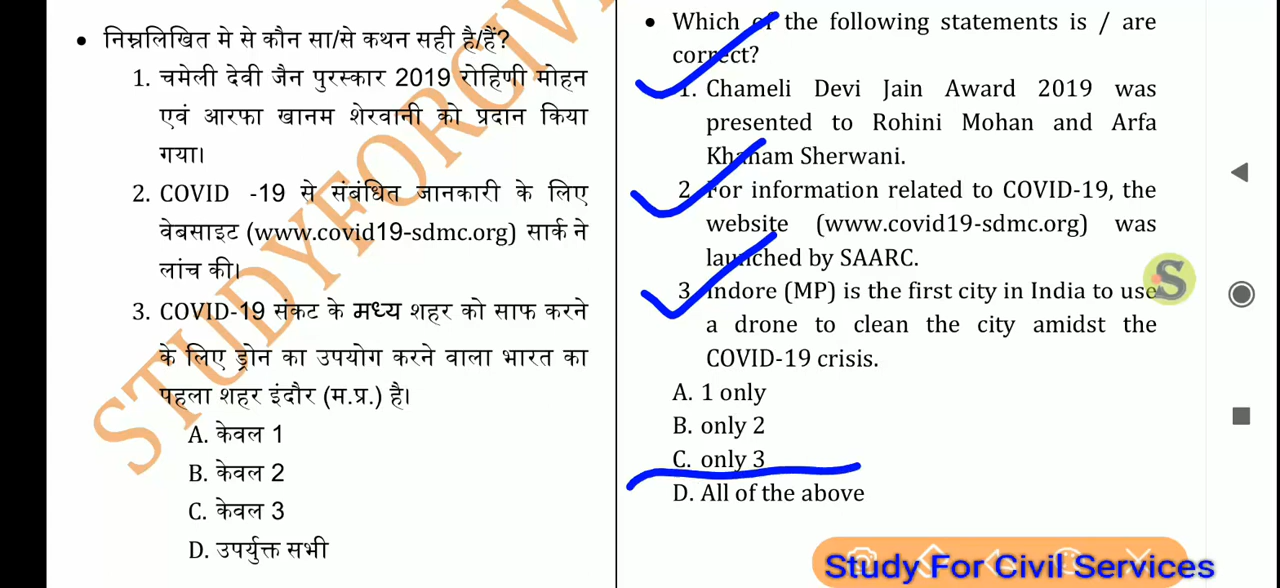 • निम्नलिखित मे से कौन सा/से कथन सही है/हैं?
1. चमेली देवी जैन पुरस्कार 2019 रोहिणी मोहन
एवं आरफा खानम शेरवानी को प्रदान किया
गया।
2. COVID -19 से संबंधित जानकारी के लिए
वेबसाइट (www.covid19-sdmc.org) सार्क ने
लांच की।
3. COVID-19 संकट के मध्य शहर को साफ करने
के लिए ड्रोन का उपयोग करने वाला भारत का
पहला शहर इंदौर (म.प्र.) है।
A. केवल 1
B. केवल 2
C. केवल 3
D. उपर्युक्त सभी
• Which of the following statements is / are
correct?
1. Chameli Devi Jain Award 2019 was
presented to Rohini Mohan and Arfa
Khanam Sherwani.
2. For information related to COVID-19, the
website (www.covid19-sdmc.org) was
launched by SAARC.
3. Indore (MP) is the first city in India to use
a drone to clean the city amidst the
COVID-19 crisis.
A. 1 only
B. only 2
C. only 3
D. All of the above
STUDYFORCIV
S
Study For Civil Services